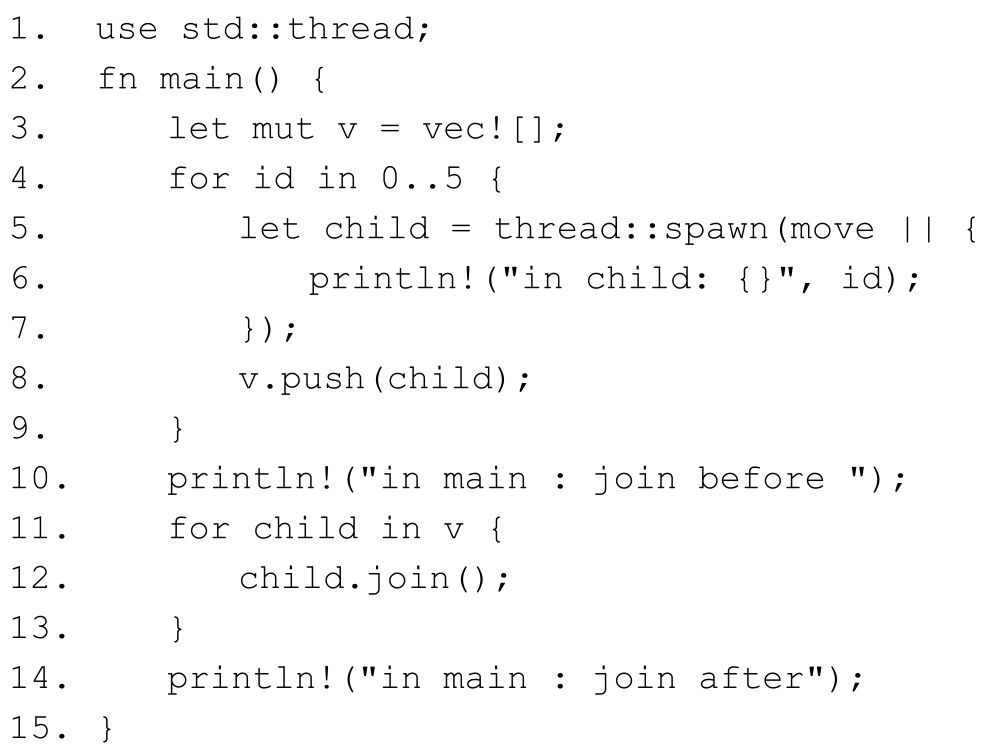 1. use std::thread;
2. fn main() {
3. let mut v = vec![];
4. for id in 0..5 {
5. let child = thread::spawn(move || {
6. println!("in child: {}", id);
7. });
8. v.push(child);
9. }
10. println!("in main : join before ");
11. for child in v {
12. child.join();
13. }
14. println!("in main : join after");
15. }